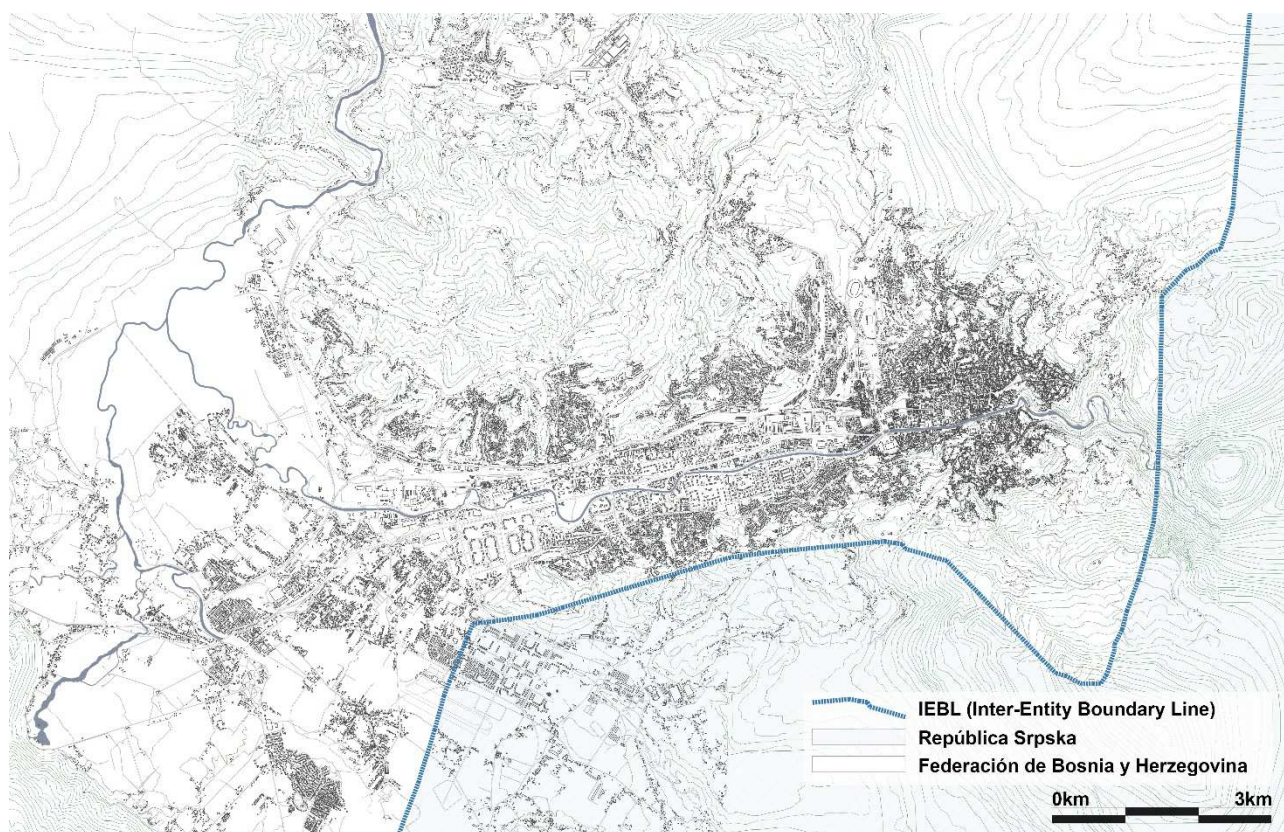 IEBL (Inter-Entity Boundary Line)
República Srpska
Federación de Bosnia y Herzegovina
0km 3km